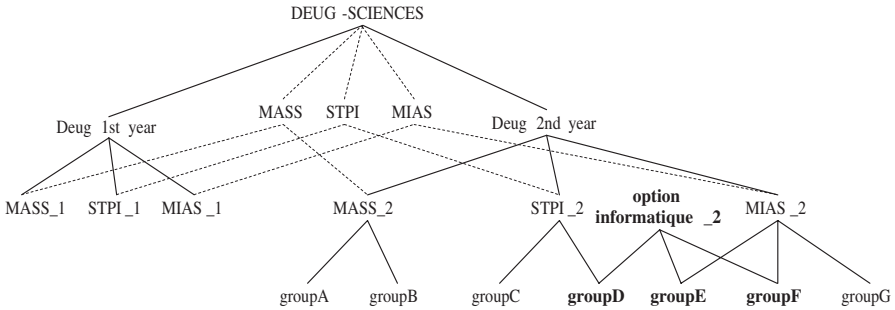 DEUG -SCIENCES
MASS STPI MIAS
Deug 1st year Deug 2nd year
MASS_1 STPI _1 MIAS _1 MASS_2 STPI _2 option informatique _2 MIAS _2
groupA groupB groupC groupD groupE groupF groupG